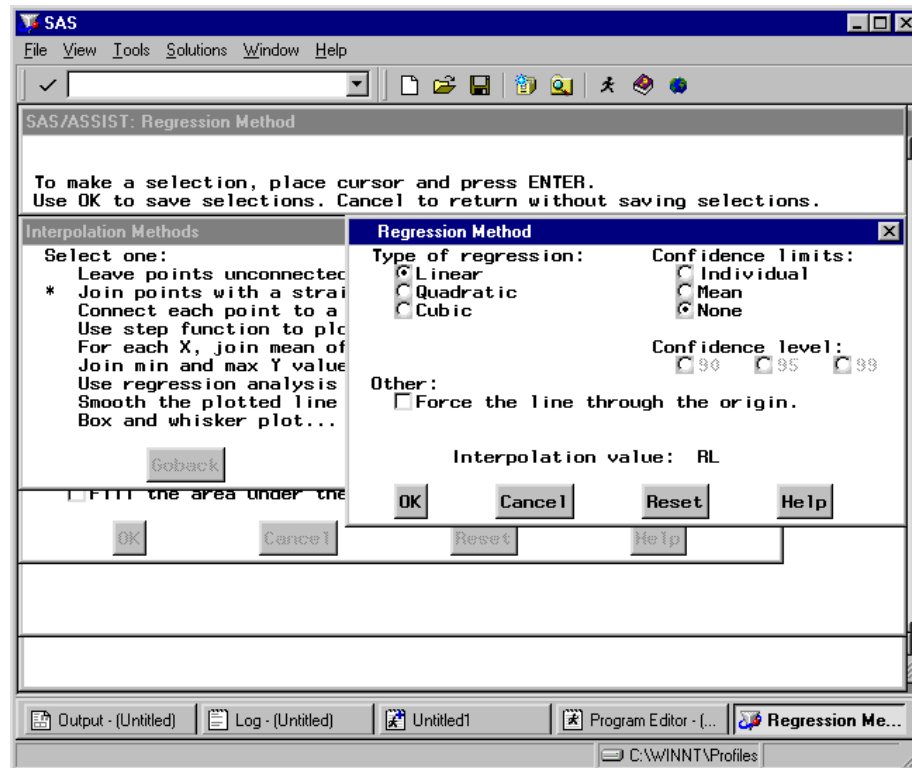 SAS
File View Tools Solutions Window Help
SAS/ASSIST: Regression Method
To make a selection, place cursor and press ENTER.
Use OK to save selections. Cancel to return without saving selections.
Interpolation Methods
Select one:
Leave points unconnected
* Join points with a strai
Connect each point to a
Use step function to plo
For each X, join mean of
Join min and max Y value
Use regression analysis
Smooth the plotted line
Box and whisker plot...
Goback
Regression Method
Type of regression:
Linear
Quadratic
Cubic
Confidence limits:
Individual
Mean
None
Confidence level:
90 95 99
Other:
Force the line through the origin.
Interpolation value: RL
OK Cancel Reset Help
Fill the area under the
OK Cancel Reset Help
Output - (Untitled) Log - (Untitled) Untitled1 Program Editor - (... Regression Me...
C:\WINNT\Profiles